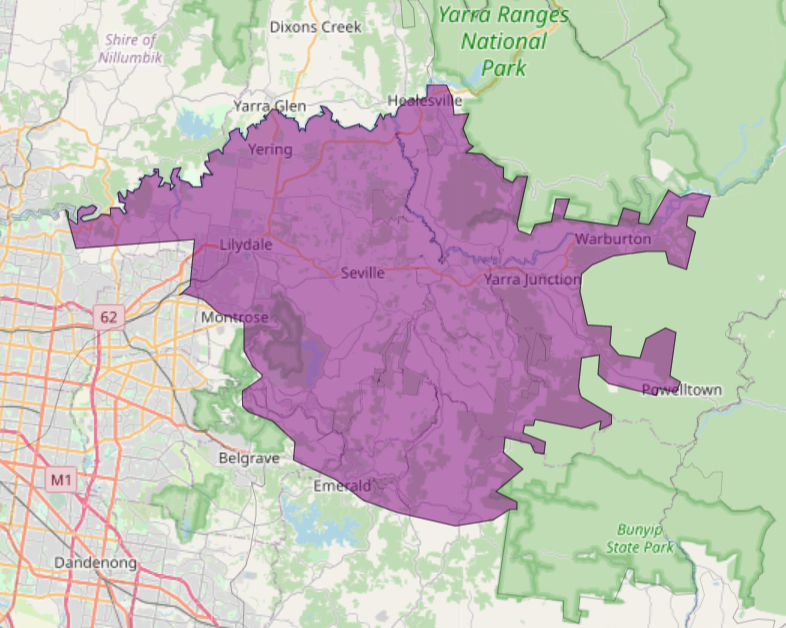 Dixons Creek
Yarra Ranges
National
Park
Shire of
Nillumbik
Yarra Glen
Healesville
Yering
Lilydale
Warburton
Seville
Yarra Junction
62
Montrose
Powelltown
Belgrave
M1
Emerald
Bunyip
State Park
Dandenong